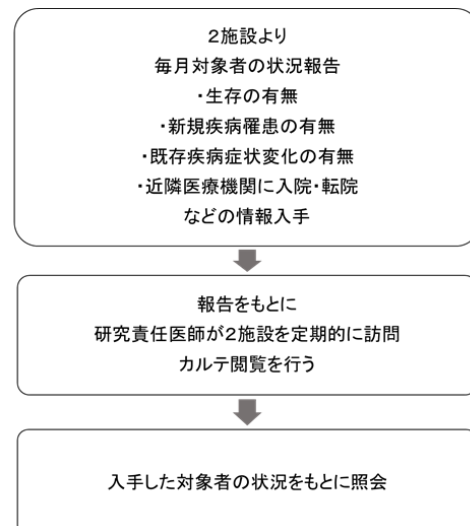 ２施設より
毎月対象者の状況報告
・生存の有無
・新規疾病罹患の有無
・既存疾病症状変化の有無
・近隣医療機関に入院・転院
などの情報入手
報告をもとに
研究責任医師が２施設を定期的に訪問
カルテ閲覧を行う
入手した対象者の状況をもとに照会